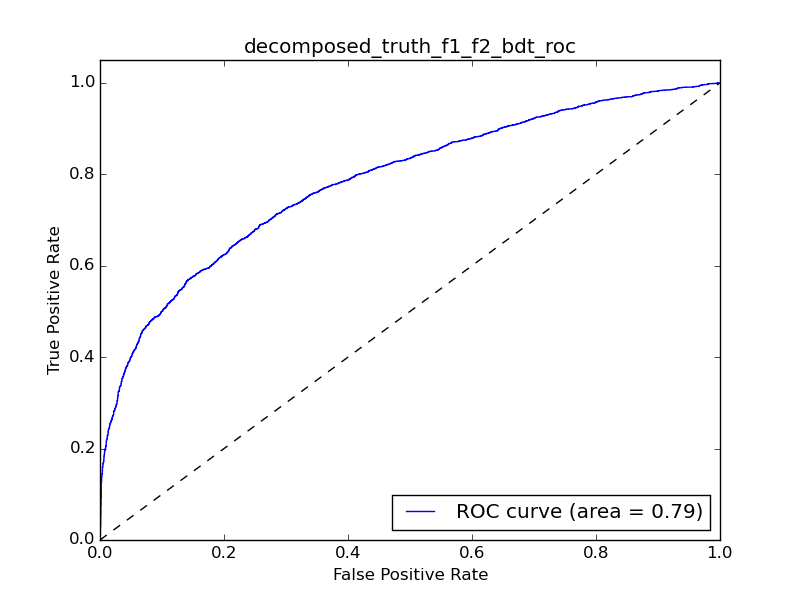 decomposed_truth_f1_f2_bdt_roc
1.0
0.8
0.6
0.4
0.2
0.0
True Positive Rate
ROC curve (area = 0.79)
0.0 0.2 0.4 0.6 0.8 1.0
False Positive Rate